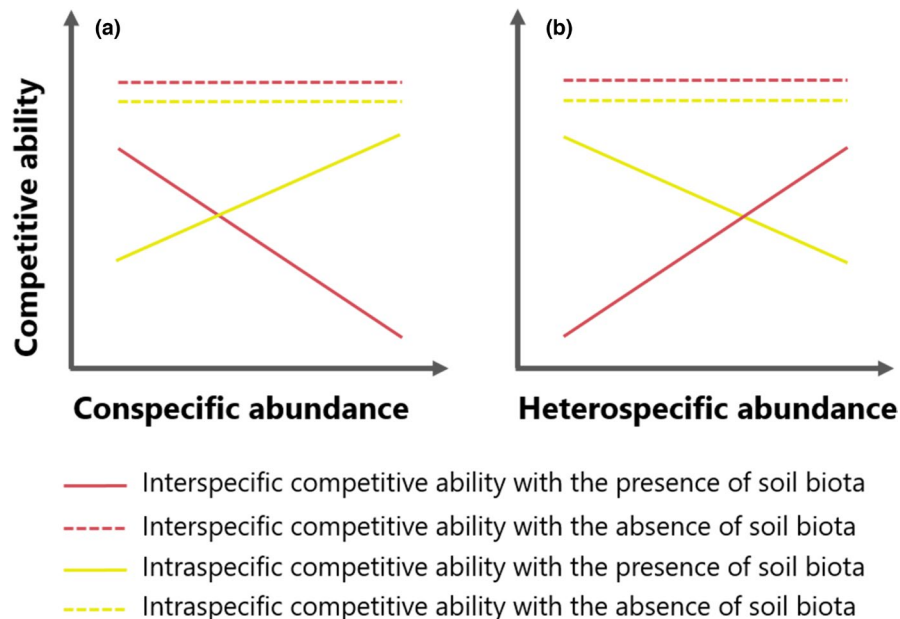 (a)
(b)
Competitive ability
Conspecific abundance
Heterospecific abundance
Interspecific competitive ability with the presence of soil biota
Interspecific competitive ability with the absence of soil biota
Intraspecific competitive ability with the presence of soil biota
Intraspecific competitive ability with the absence of soil biota